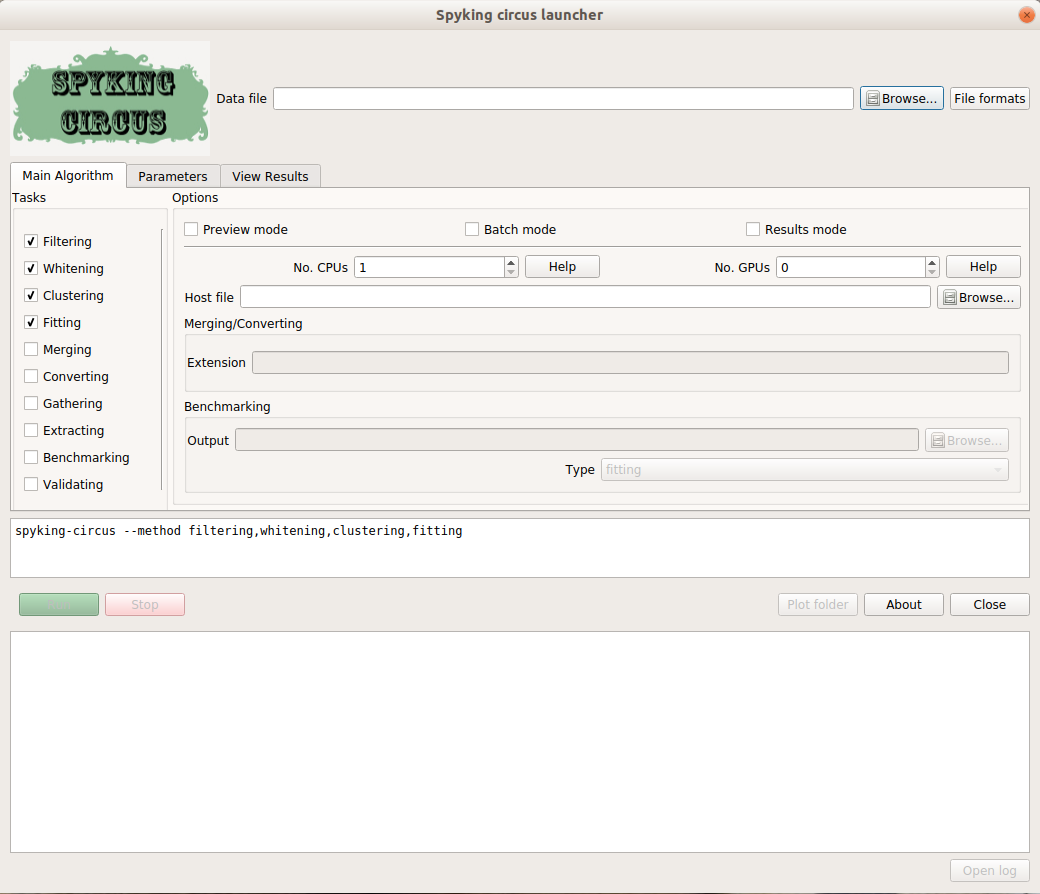 Spyking circus launcher
SPYKING
CIRCUS
Data file
Browse...
File formats
Main Algorithm
Parameters
View Results
Tasks
Filtering
Whitening
Clustering
Fitting
Merging
Converting
Gathering
Extracting
Benchmarking
Validating
Options
Preview mode
Batch mode
Results mode
No. CPUs
1
Help
No. GPUs
0
Help
Host file
Browse...
Merging/Converting
Extension
Benchmarking
Output
Browse...
Type
fitting
spyking-circus --method filtering,whitening,clustering,fitting
Stop
Plot folder
About
Close
Open log